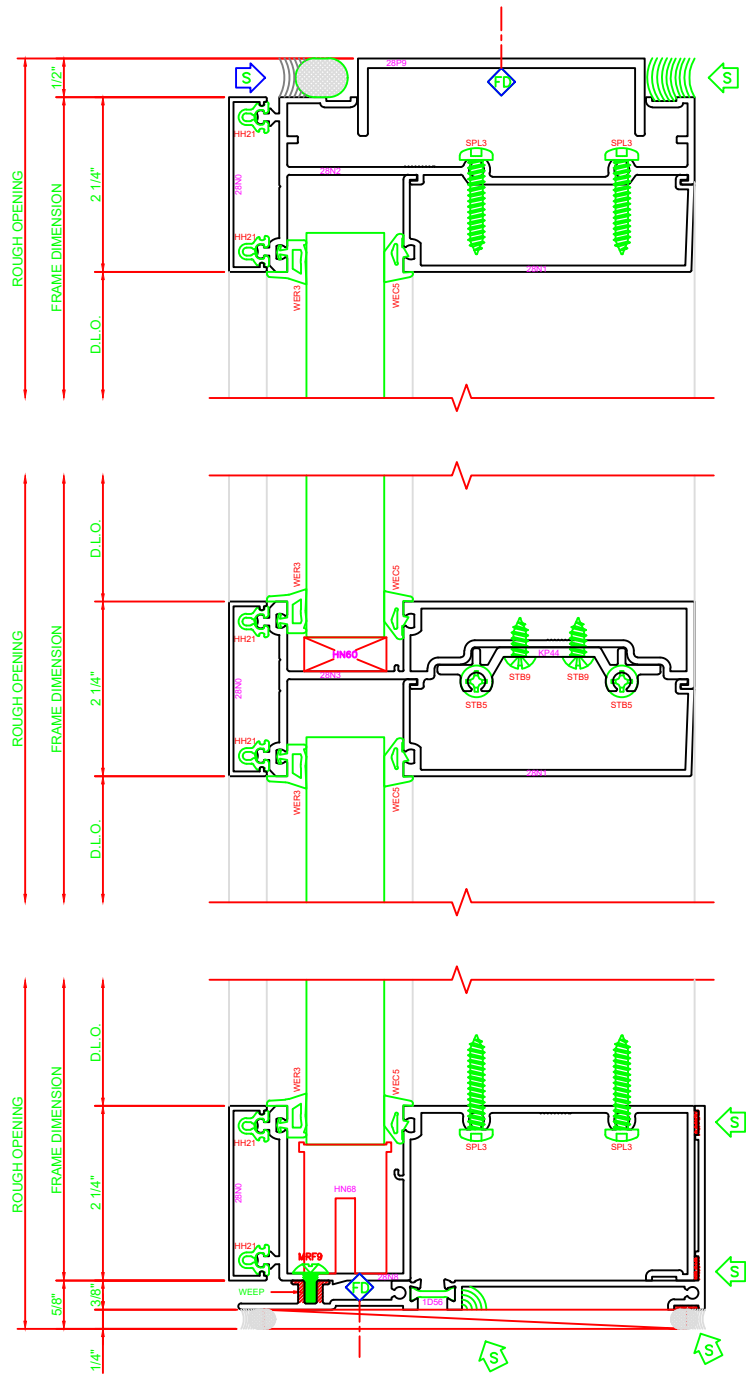 28P9
S
FD
S
1/2"
HH21
SPL3
SPL3
28N0
28N2
2 1/4"
ROUGH OPENING
FRAME DIMENSION
HH21
28N1
WER3
WEC5
D.L.O.
D.L.O.
WER3
WEC5
HH21
HN60
KP44
28N0
28N3
STB9
STB9
STB5
STB5
2 1/4"
ROUGH OPENING
FRAME DIMENSION
HH21
28N1
WER3
WEC5
D.L.O.
D.L.O.
WER3
WEC5
S
HH21
SPL3
SPL3
ROUGH OPENING
FRAME DIMENSION
2 1/4"
28N0
HN68
HH21
MRF9
28N8
S
WEEP
FD
1D56
5/8"
3/8"
S
S
1/4"